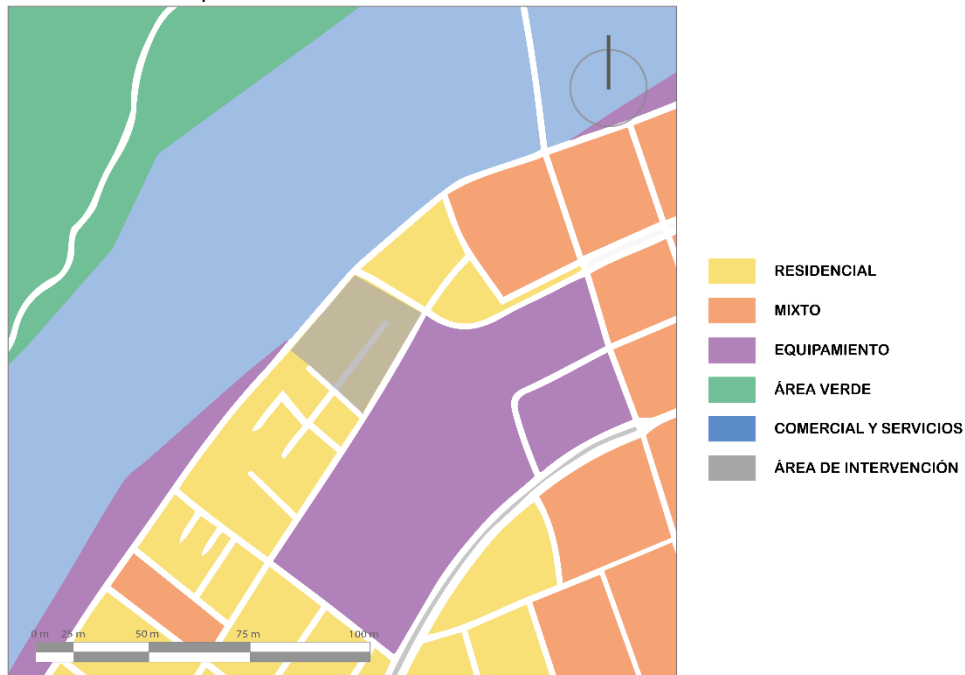 RESIDENCIAL
MIXTO
EQUIPAMIENTO
ÁREA VERDE
COMERCIAL Y SERVICIOS
ÁREA DE INTERVENCIÓN
0 m 25 m 50 m 75 m 100 m